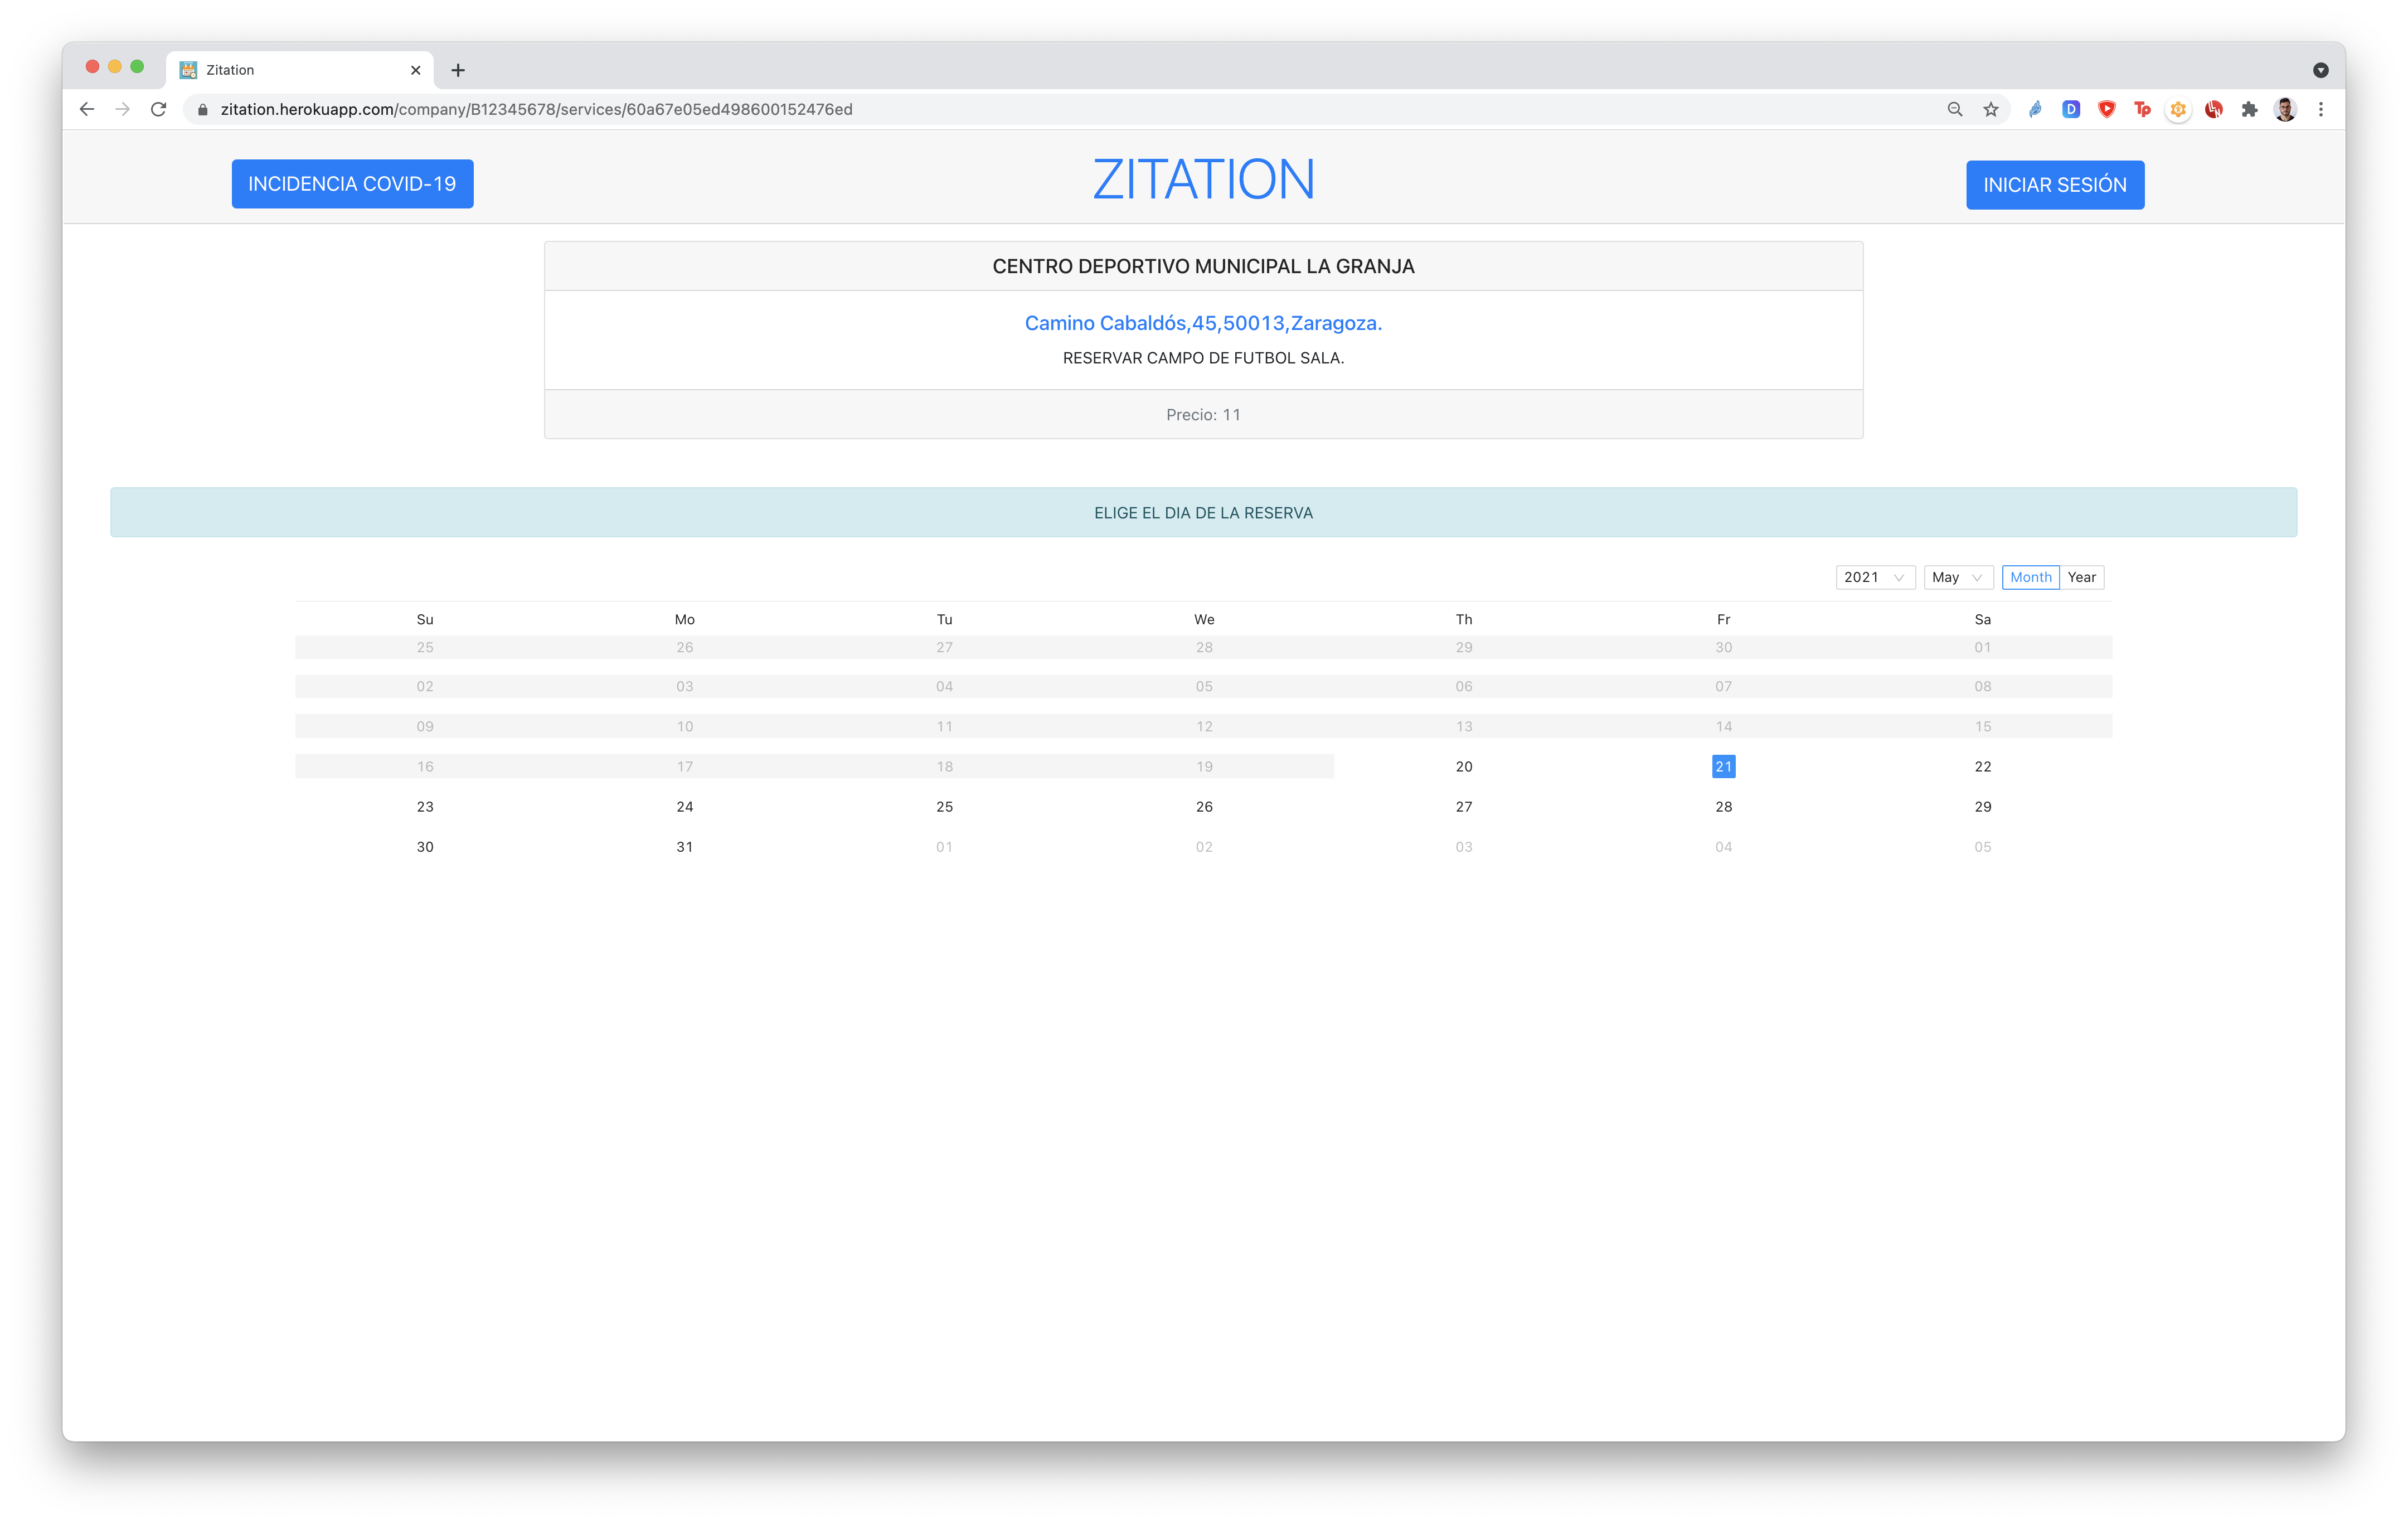 Zitation
zitation.herokuapp.com/company/B12345678/services/60a67e05ed498600152476ed
D
Tp
INCIDENCIA COVID-19
ZITATION
INICIAR SESIÓN
CENTRO DEPORTIVO MUNICIPAL LA GRANJA
Camino Cabaldós,45,50013,Zaragoza.
RESERVAR CAMPO DE FUTBOL SALA.
Precio: 11
ELIGE EL DIA DE LA RESERVA
2021 May Month Year
Su Mo Tu We Th Fr Sa
25 26 27 28 29 30 01
02 03 04 05 06 07 08
09 10 11 12 13 14 15
16 17 18 19 20 21 22
23 24 25 26 27 28 29
30 31 01 02 03 04 05